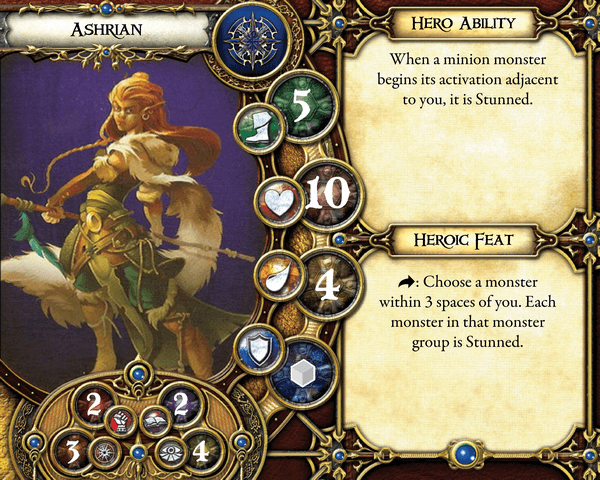 ASHRIAN
5
10
4
2
2
3
4
HERO ABILITY
When a minion monster
begins its activation adjacent
to you, it is Stunned.
HEROIC FEAT
: Choose a monster
within 3 spaces of you. Each
monster in that monster
group is Stunned.